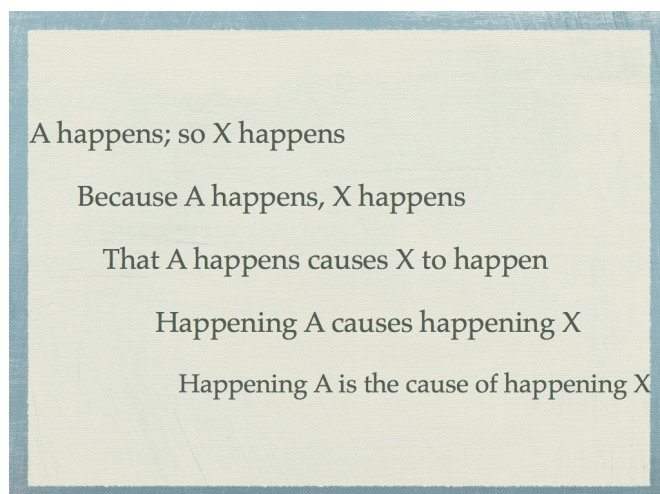 A happens; so X happens
Because A happens, X happens
That A happens causes X to happen
Happening A causes happening X
Happening A is the cause of happening X